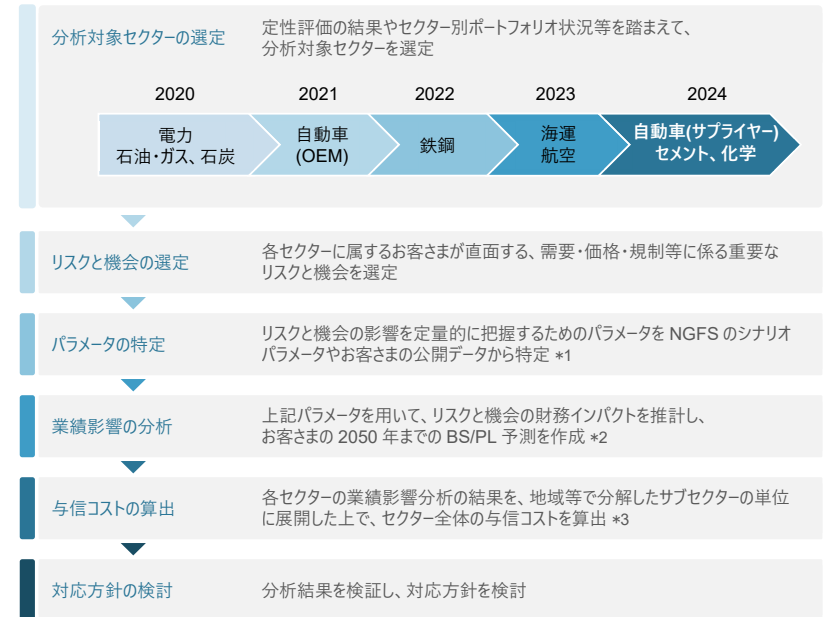 分析対象セクターの選定
定性評価の結果やセクター別ポートフォリオ状況等を踏まえて、
分析対象セクターを選定
2020
2021
2022
2023
2024
電力
石油・ガス、石炭
自動車
(OEM)
鉄鋼
海運
航空
自動車(サプライヤー)
セメント、化学
リスクと機会の選定
各セクターに属するお客さまが直面する、需要・価格・規制等に係る重要な
リスクと機会を選定
パラメータの特定
リスクと機会の影響を定量的に把握するためのパラメータを NGFS のシナリオ
パラメータやお客さまの公開データから特定 *1
業績影響の分析
上記パラメータを用いて、リスクと機会の財務インパクトを推計し、
お客さまの 2050 年までの BS/PL 予測を作成 *2
与信コストの算出
各セクターの業績影響分析の結果を、地域等で分解したサブセクターの単位
に展開した上で、セクター全体の与信コストを算出 *3
対応方針の検討
分析結果を検証し、対応方針を検討